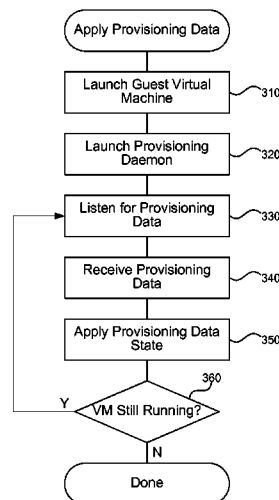 Apply Provisioning Data
Launch Guest Virtual
Machine
310
Launch Provisioning
Daemon
320
Listen for Provisioning
Data
330
Receive Provisioning
Data
340
Apply Provisioning Data
State
350
360
VM Still Running?
Y
N
Done